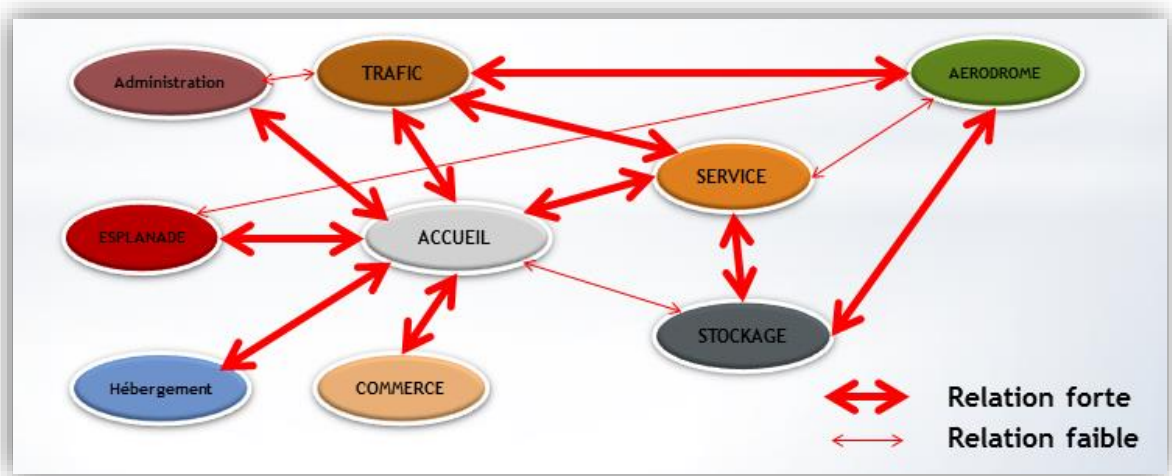 Administration
TRAFIC
AERODROME
SERVICE
ESPLANADE
ACCUEIL
STOCKAGE
Hébergement
COMMERCE
Relation forte
Relation faible